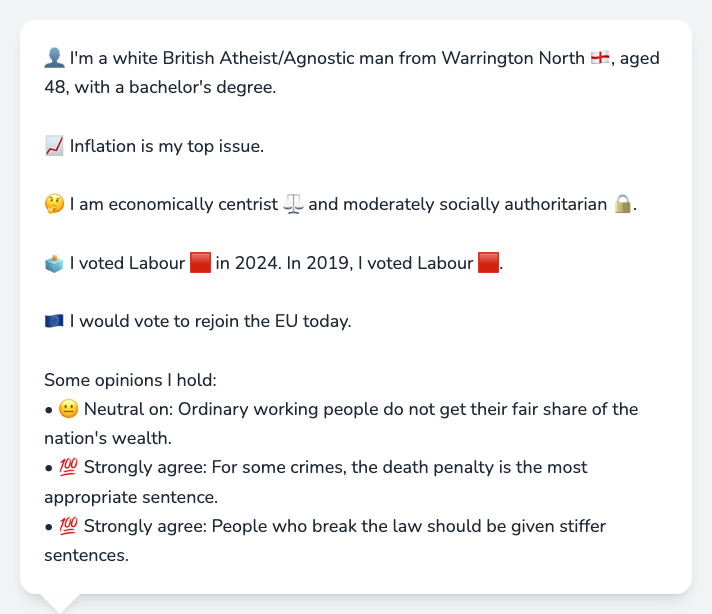 👤 I'm a white British Atheist/Agnostic man from Warrington North 🏴󠁧󠁢󠁥󠁮󠁧󠁿, aged
48, with a bachelor's degree.
📈 Inflation is my top issue.
🤔 I am economically centrist ⚖️ and moderately socially authoritarian 🔒.
🗳️ I voted Labour 🟥 in 2024. In 2019, I voted Labour 🟥.
🇪🇺 I would vote to rejoin the EU today.
Some opinions I hold:
• 😐 Neutral on: Ordinary working people do not get their fair share of the
nation's wealth.
• 💯 Strongly agree: For some crimes, the death penalty is the most
appropriate sentence.
• 💯 Strongly agree: People who break the law should be given stiffer
sentences.